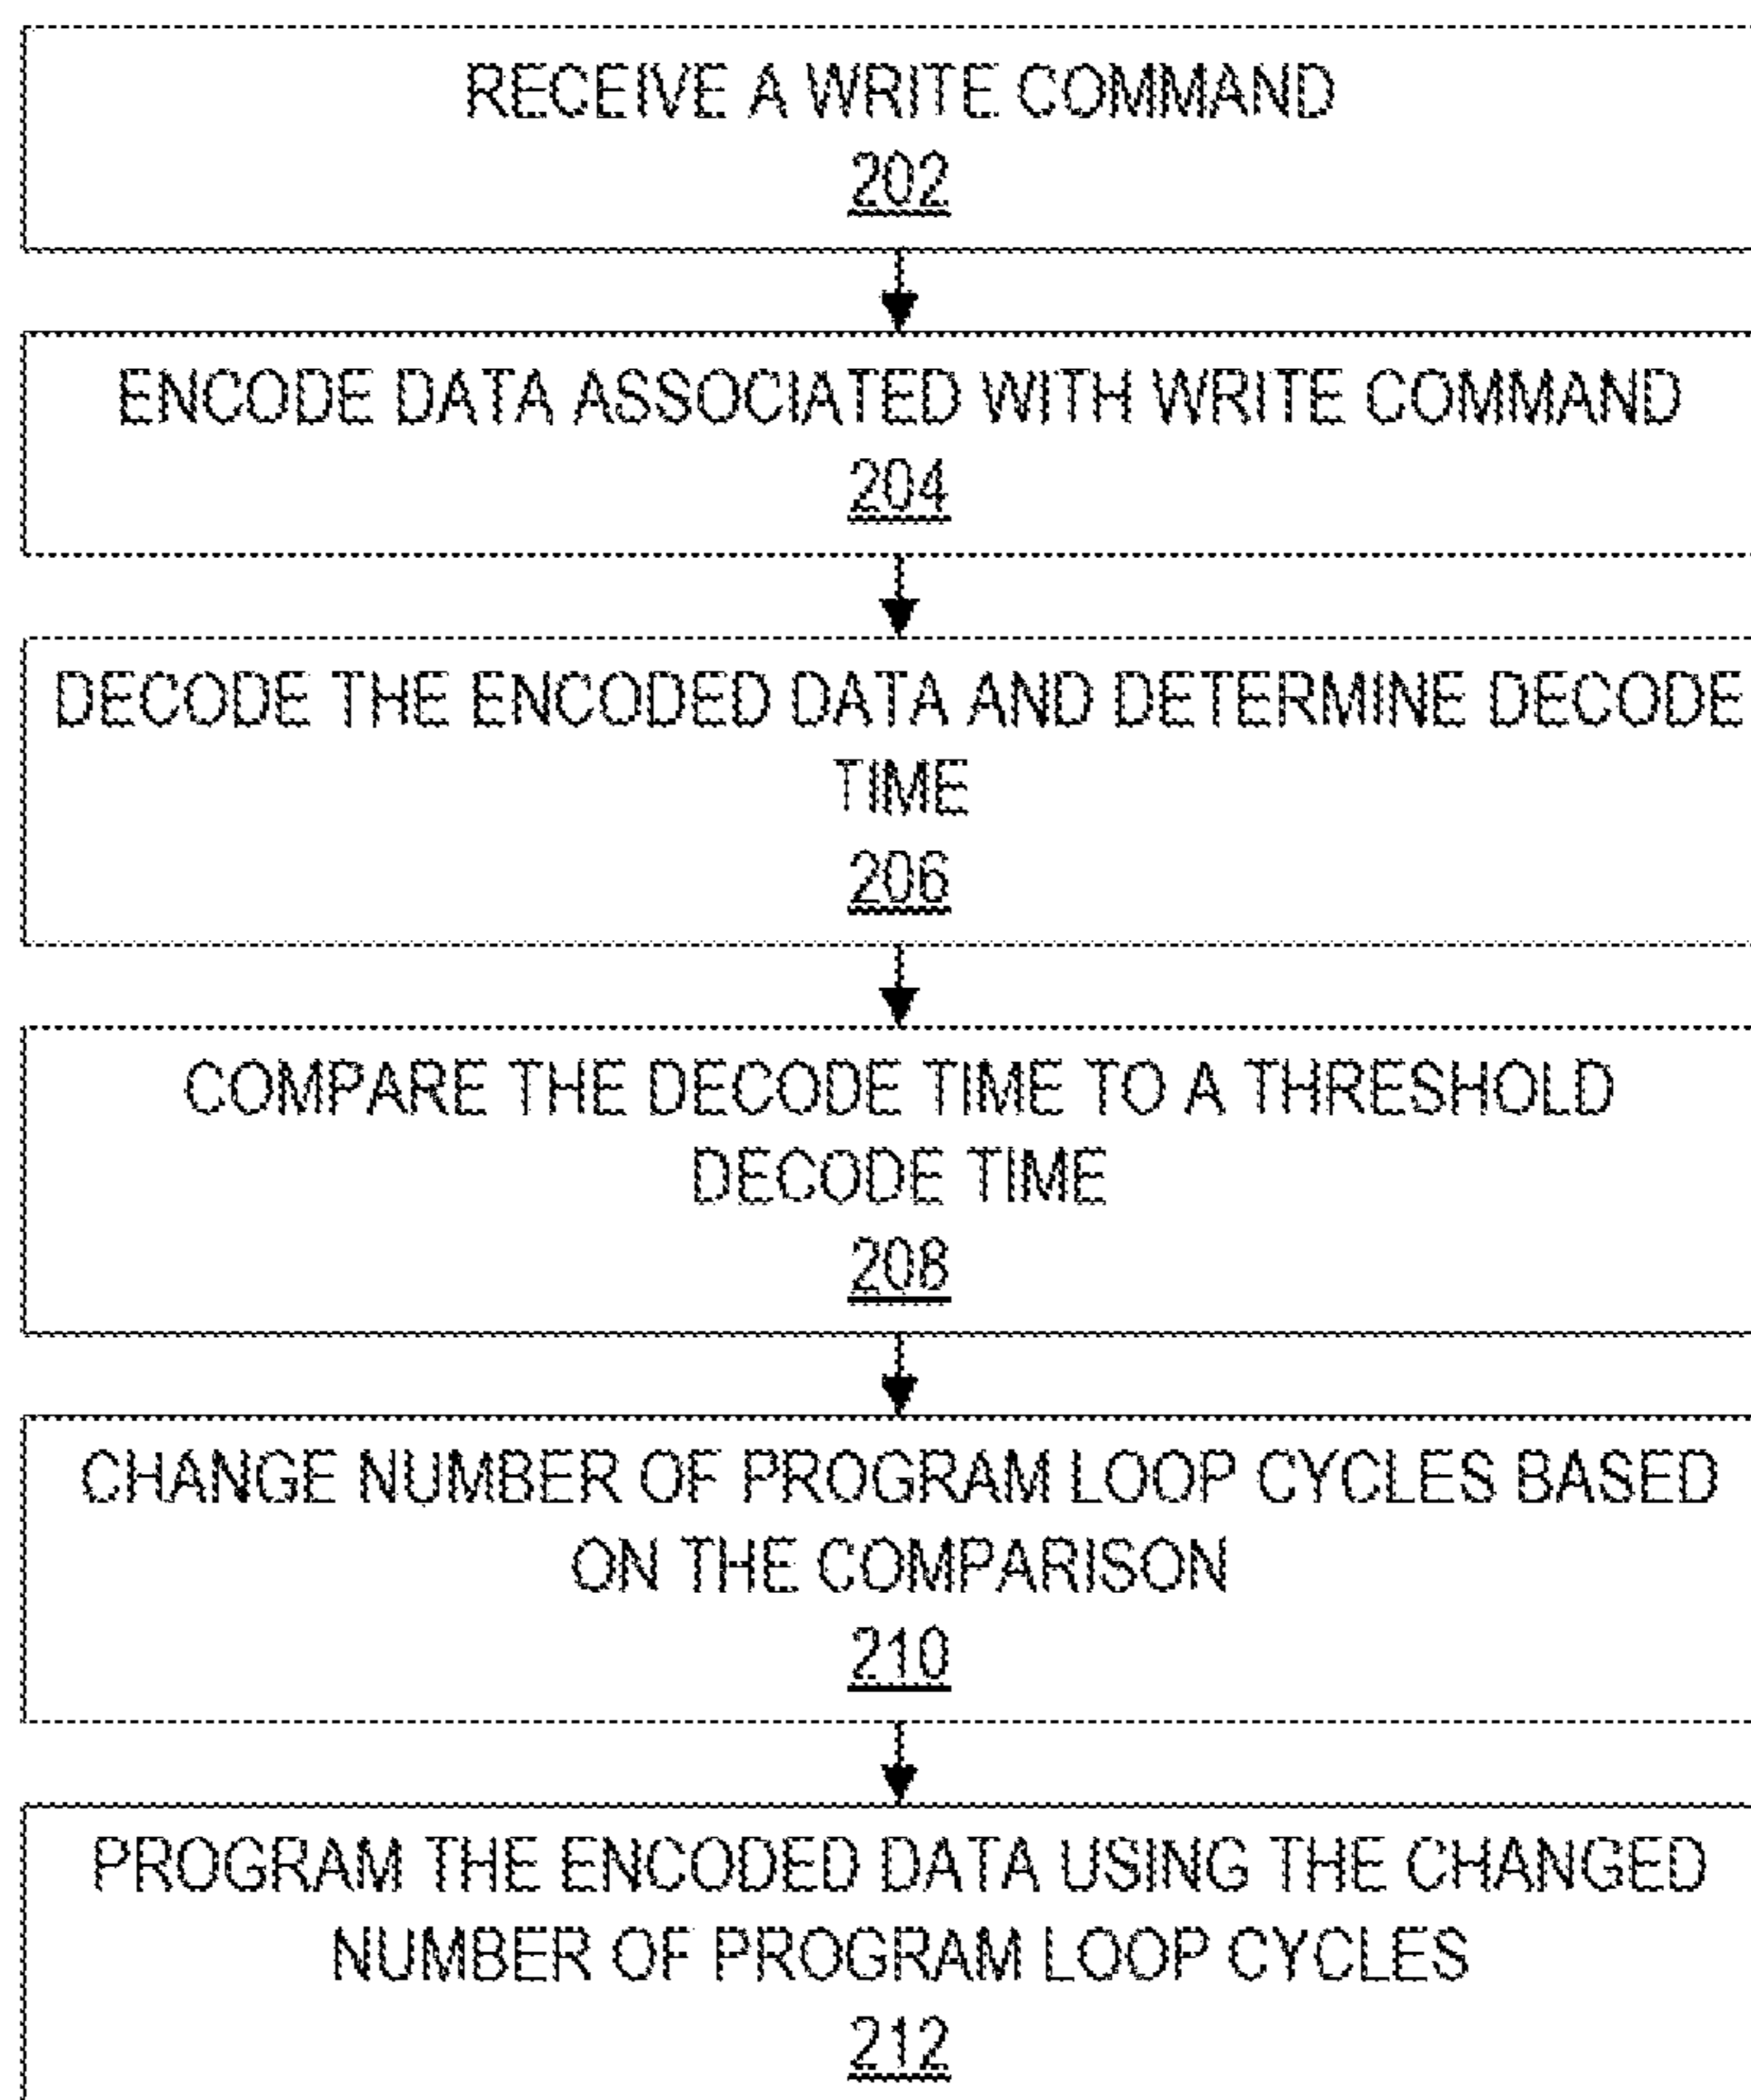 RECEIVE A WRITE COMMAND
202
ENCODE DATA ASSOCIATED WITH WRITE COMMAND
204
DECODE THE ENCODED DATA AND DETERMINE DECODE
TIME
206
COMPARE THE DECODE TIME TO A THRESHOLD
DECODE TIME
208
CHANGE NUMBER OF PROGRAM LOOP CYCLES BASED
ON THE COMPARISON
210
PROGRAM THE ENCODED DATA USING THE CHANGED
NUMBER OF PROGRAM LOOP CYCLES
212